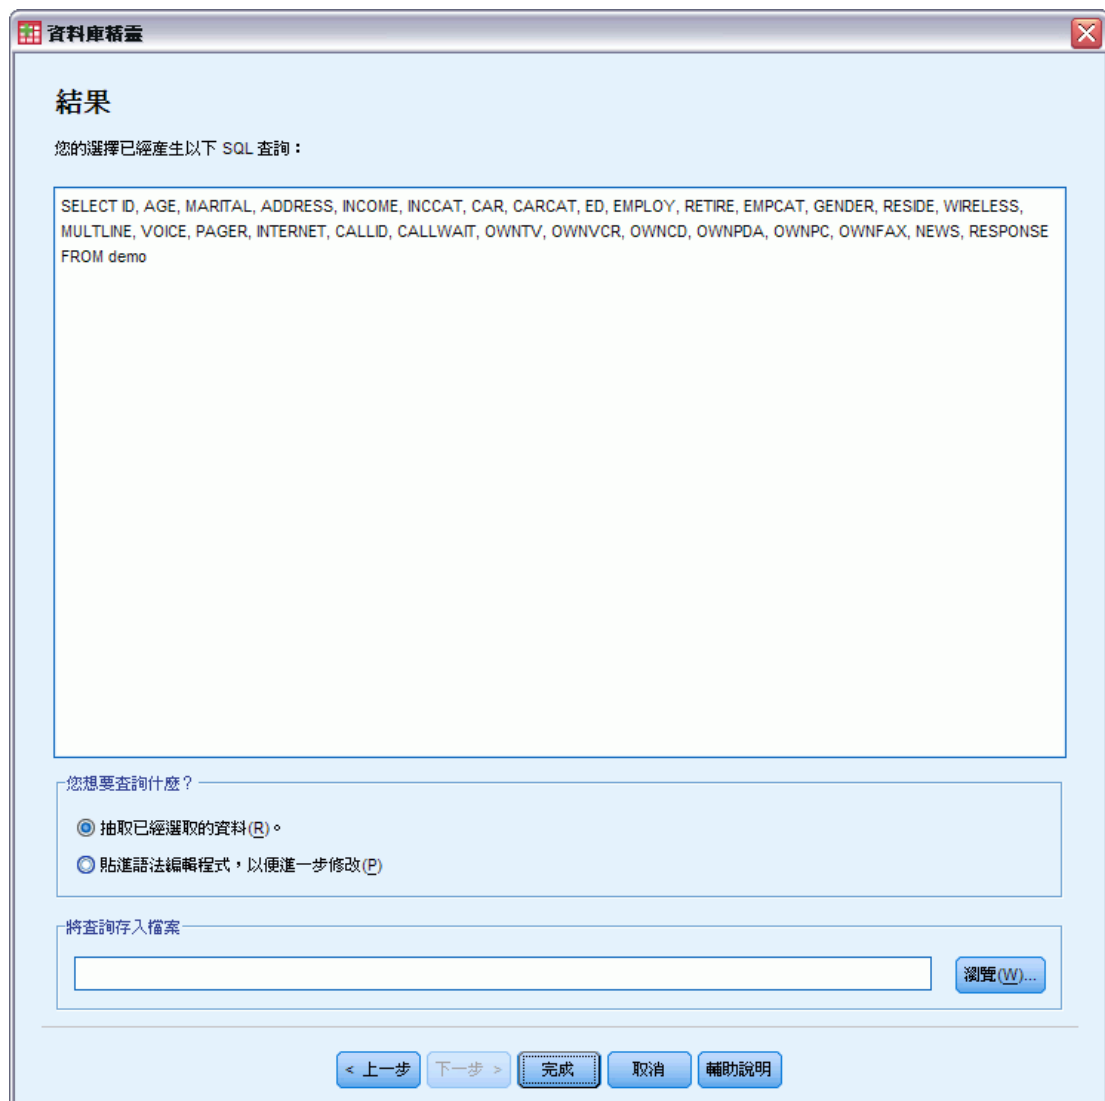 資料庫精靈
結果
您的選擇已經產生以下 SQL 查詢：
SELECT ID, AGE, MARITAL, ADDRESS, INCOME, INCCAT, CAR, CARCAT, ED, EMPLOY, RETIRE, EMPCAT, GENDER, RESIDE, WIRELESS,
MULTLINE, VOICE, PAGER, INTERNET, CALLID, CALLWAIT, OWNTV, OWNVCR, OWNCD, OWNPDA, OWNPC, OWNFAX, NEWS, RESPONSE
FROM demo
您想要查詢什麼？
抽取已經選取的資料(R)。
貼進語法編輯程式，以便進一步修改(P)
將查詢存入檔案
瀏覽(W)...
< 上一步 下一步 > 完成 取消 輔助說明